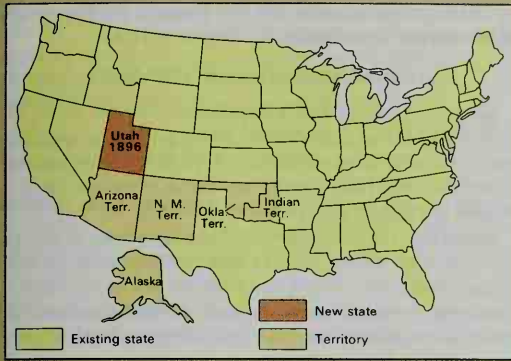 Utah
1896
Arizona
Terr.
N M.
Terr.
Okla.
Terr.
Indian
Terr.
Alaska
New state
Existing state
Territory